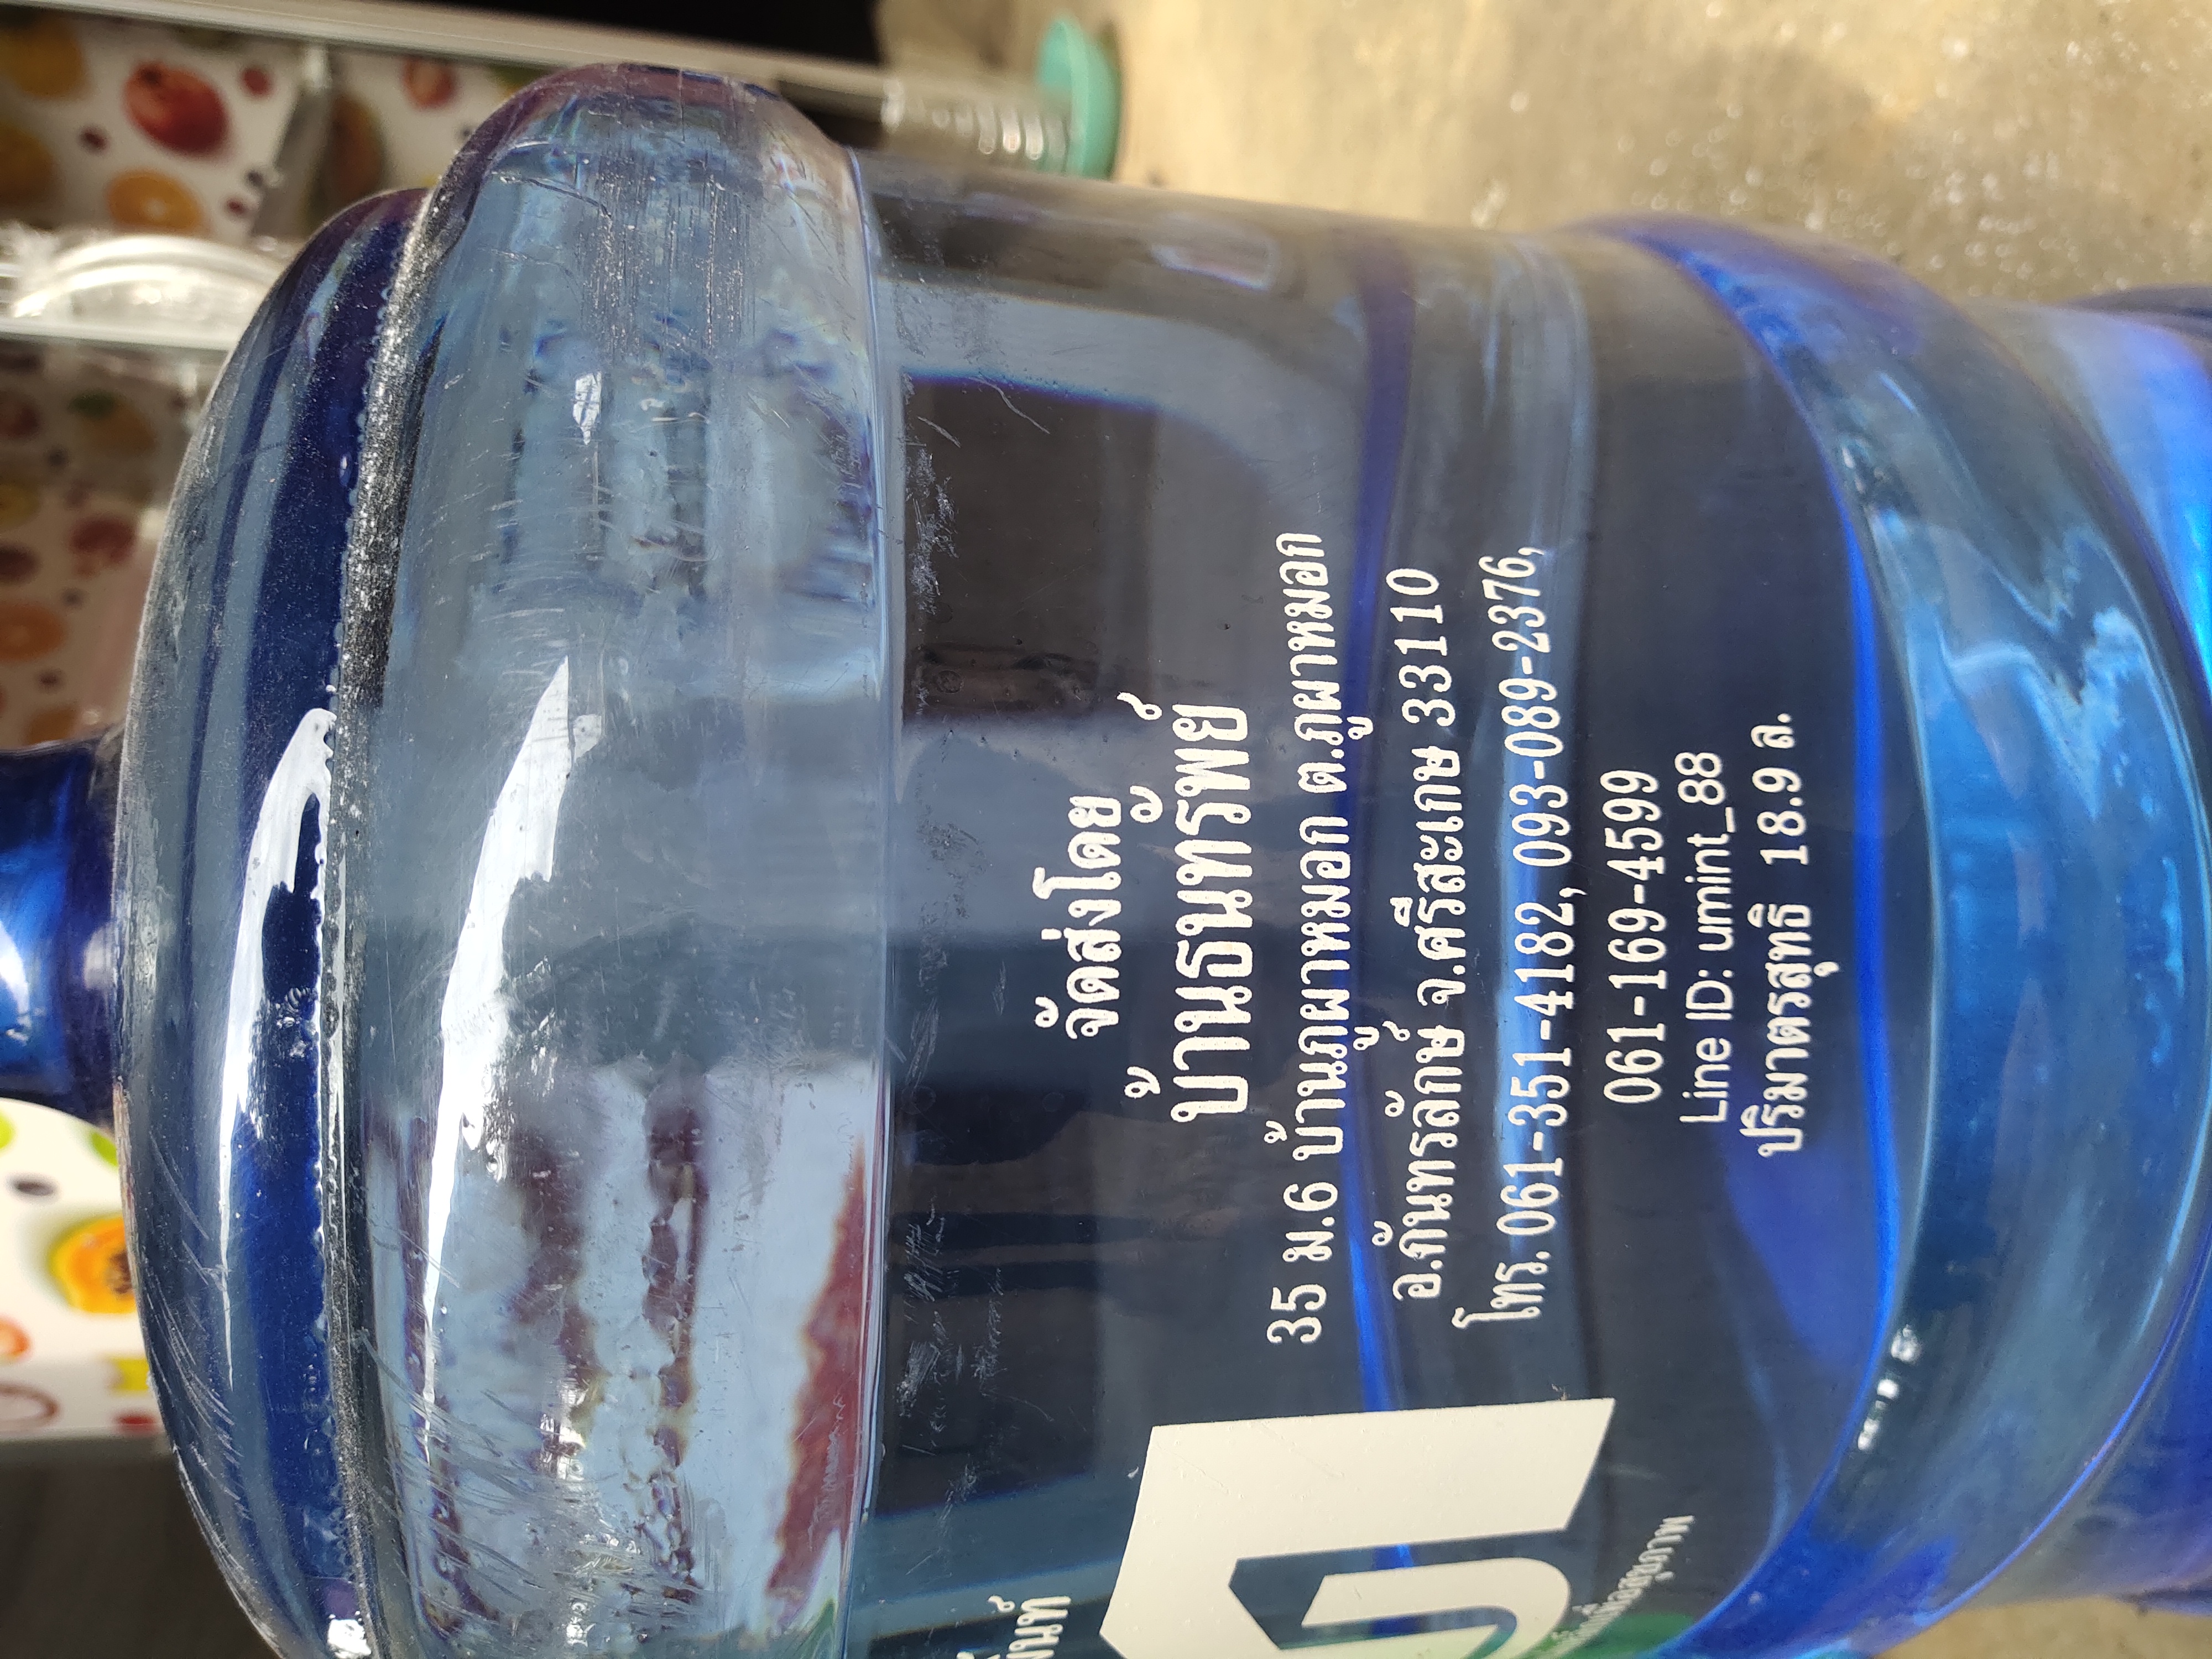 จัดส่งโดย
บ้านธนทรัพย์
35 ม.6 บ้านภูผาหมอก ต.ภูผาหมอก
อ.กันทรลักษ์ จ.ศรีสะเกษ 33110
โทร. 061-351-4182, 093-089-2376,
061-169-4599
Line ID: umint_88
ปริมาตรสุทธิ 18.9 ล.